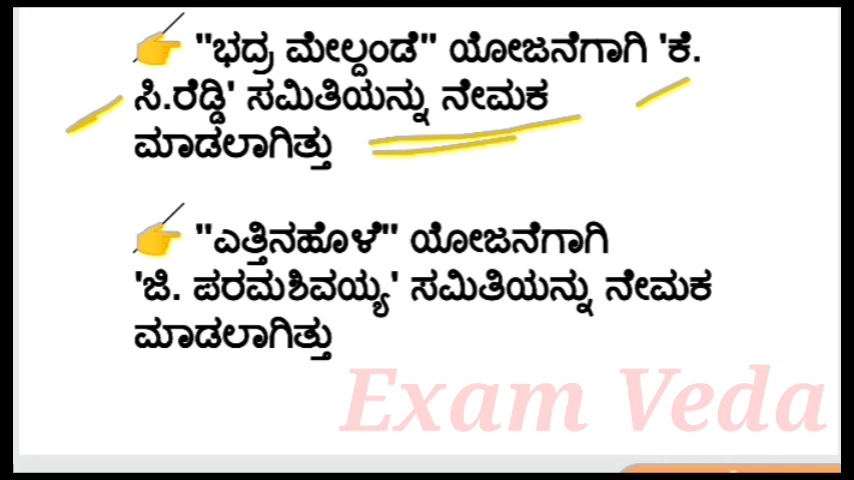 "ಭದ್ರ ಮೇಲ್ದಂಡೆ" ಯೋಜನೆಗಾಗಿ 'ಕೆ.
ಸಿ.ರೆಡ್ಡಿ' ಸಮಿತಿಯನ್ನು ನೇಮಕ
ಮಾಡಲಾಗಿತ್ತು
"ಎತ್ತಿನಹೊಳೆ" ಯೋಜನೆಗಾಗಿ
'ಜಿ. ಪರಮಶಿವಯ್ಯ' ಸಮಿತಿಯನ್ನು ನೇಮಕ
ಮಾಡಲಾಗಿತ್ತು
Exam Veda